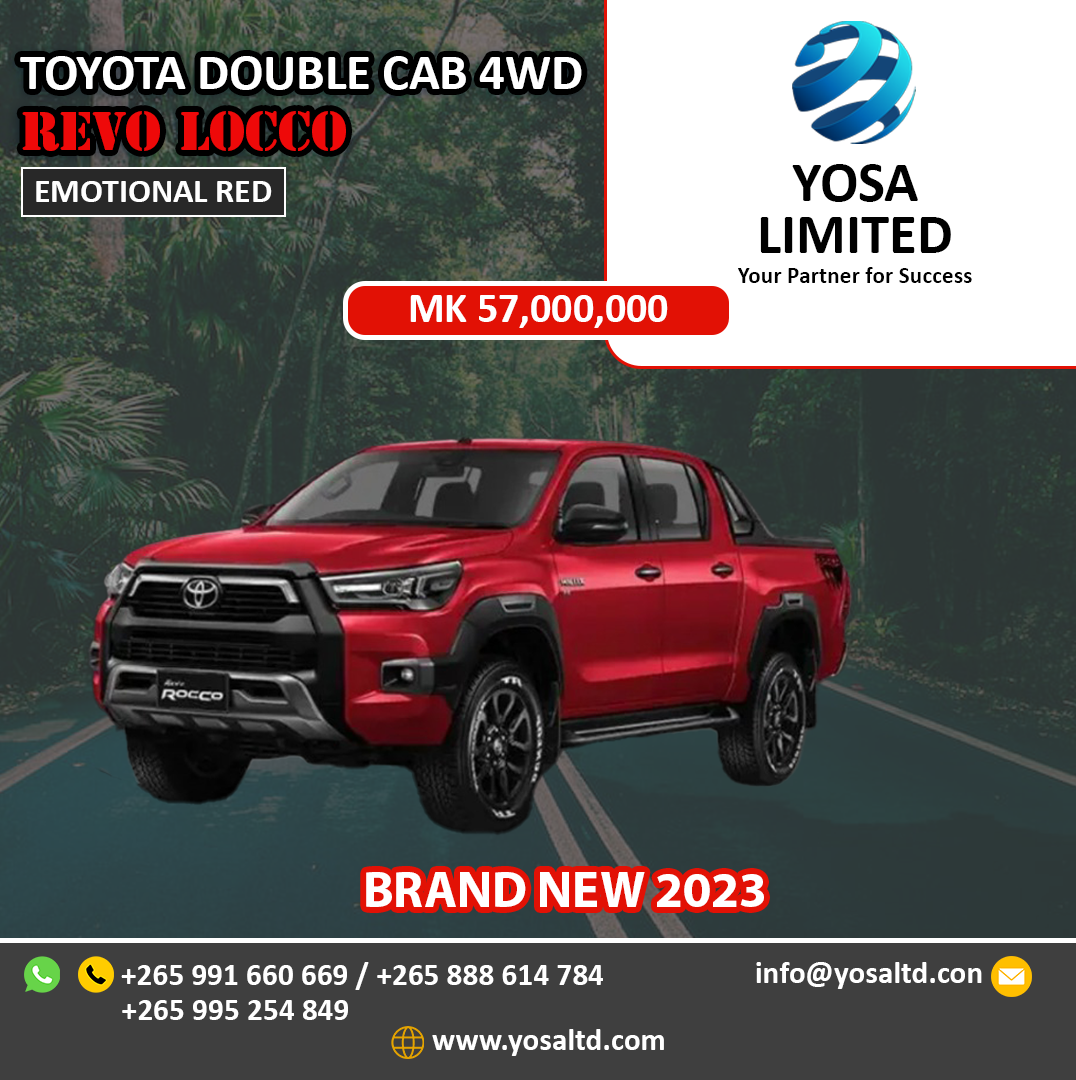 TOYOTA DOUBLE CAB 4WD
REVO LOCCO
EMOTIONAL RED
YOSA
LIMITED
Your Partner for Success
MK 57,000,000
Revo
ROCCO
BRAND NEW 2023
+265 991 660 669 / +265 888 614 784
+265 995 254 849
info@yosaltd.con
www.yosaltd.com